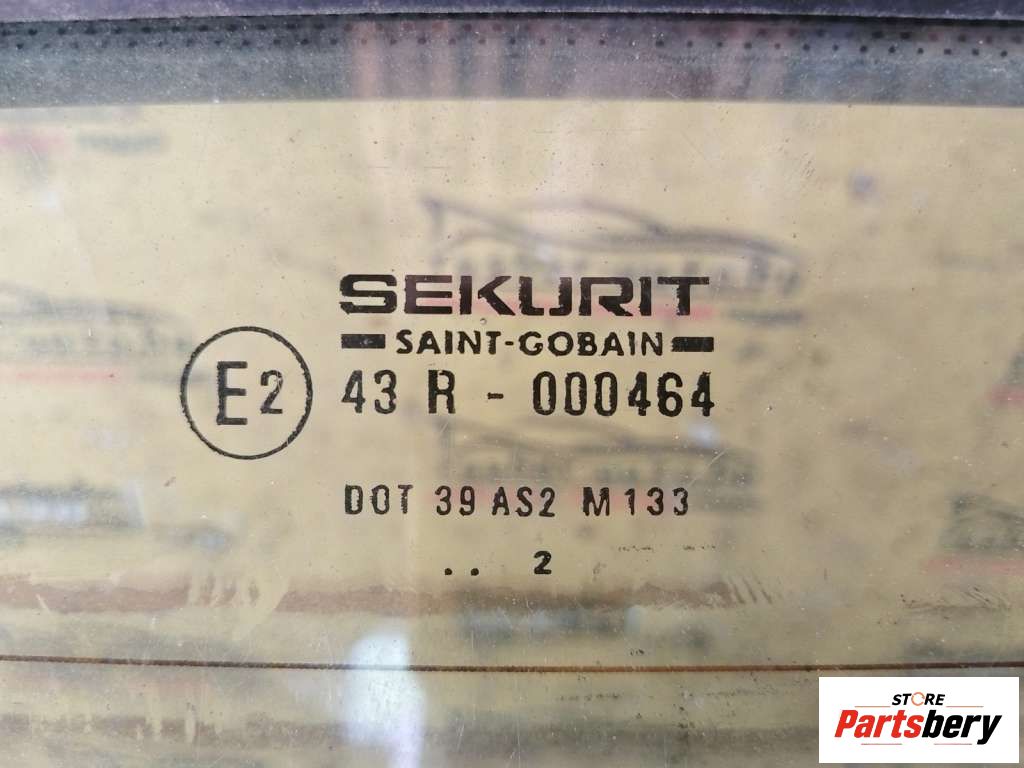 SEKURIT
SAINT-GOBAIN
E2 43 R - 000464
DOT 39 AS2 M133
. . 2
STORE
Partsbery